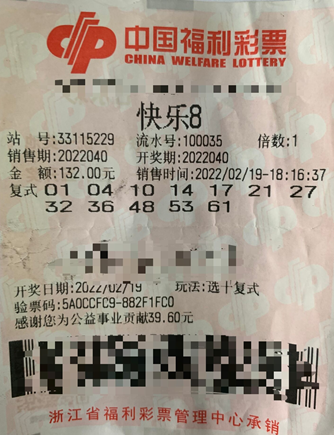 中国福利彩票
CHINA WELFARE LOTTERY
快乐8
站 号:33115229 流水号:100035 倍数:1
销售期:2022040 开奖期:2022040
金 额:132.00元 销售时间:2022/02/19-18:16:37
复式 01 04 10 14 17 21 27
32 36 48 53 61
开奖日期:2022/02/19 玩法:选十复式
验票码:5A0CCFC9-882F1FC0
感谢您为公益事业贡献39.60元
浙江省福利彩票管理中心承销